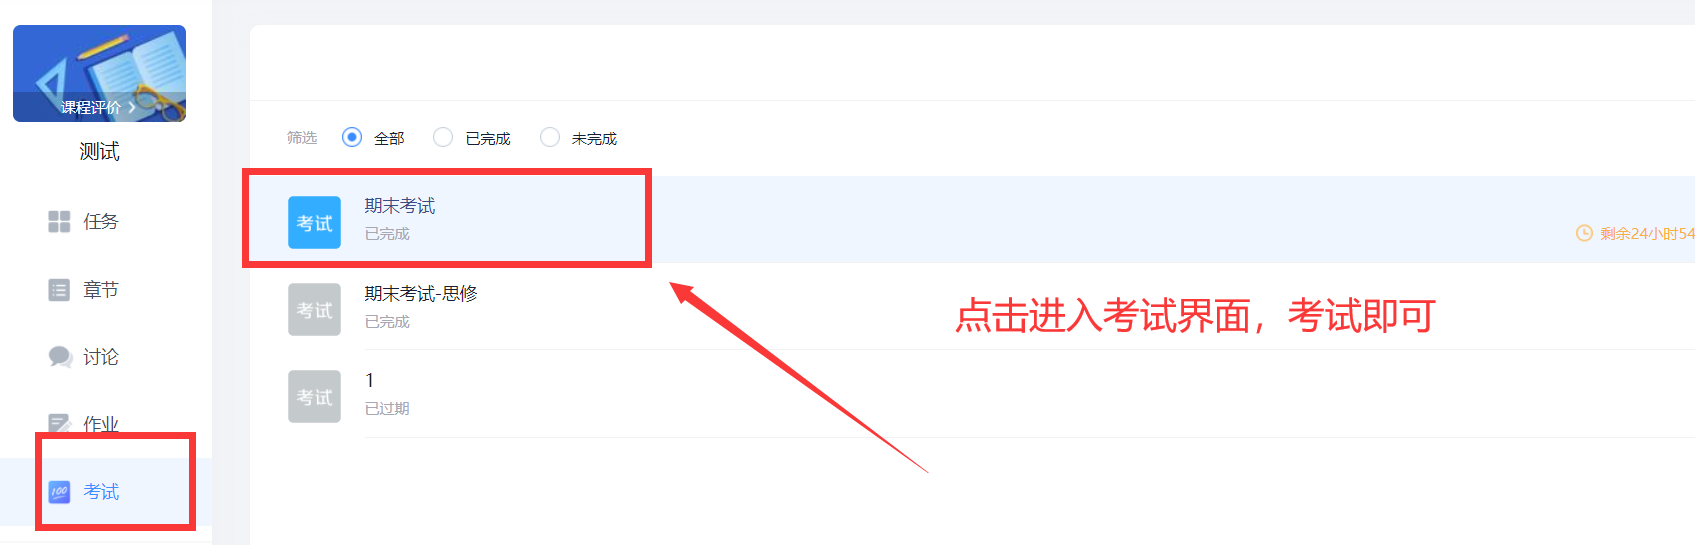 课程评价 >
测试
任务
章节
讨论
作业
100
考试
筛选 全部 已完成 未完成
考试
期末考试
已完成
剩余24小时54
点击进入考试界面，考试即可
考试
期末考试-思修
已完成
考试
1
已过期